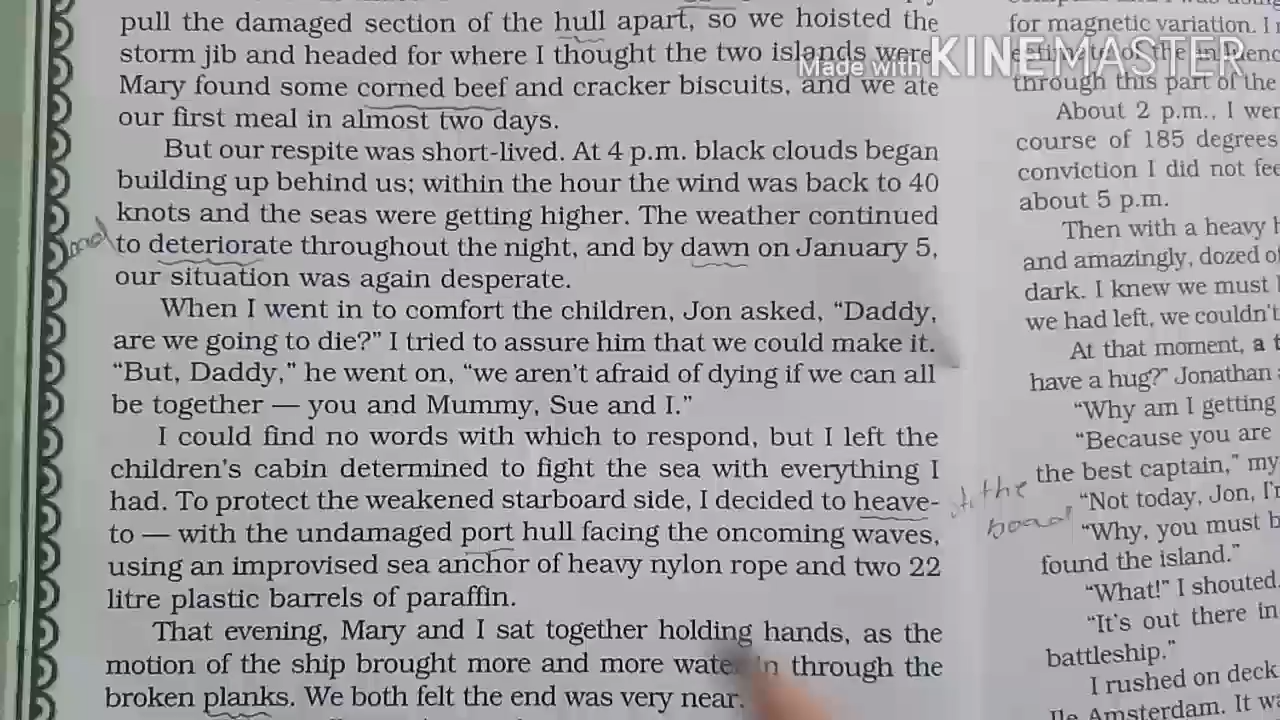 pull the damaged section of the hull apart, so we hoisted the
storm jib and headed for where I thought the two islands were
Mary found some corned beef and cracker biscuits, and we ate
our first meal in almost two days.
But our respite was short-lived. At 4 p.m. black clouds began
building up behind us; within the hour the wind was back to 40
knots and the seas were getting higher. The weather continued
to deteriorate throughout the night, and by dawn on January 5,
our situation was again desperate.
When I went in to comfort the children, Jon asked, “Daddy,
are we going to die?” I tried to assure him that we could make it.
“But, Daddy,” he went on, “we aren’t afraid of dying if we can all
be together — you and Mummy, Sue and I.”
I could find no words with which to respond, but I left the
children’s cabin determined to fight the sea with everything I
had. To protect the weakened starboard side, I decided to heave-
to — with the undamaged port hull facing the oncoming waves,
using an improvised sea anchor of heavy nylon rope and two 22
litre plastic barrels of paraffin.
That evening, Mary and I sat together holding hands, as the
motion of the ship brought more and more water in through the
broken planks. We both felt the end was very near.
Made with KINEMASTER
for magnetic variation. I
through this part of the
About 2 p.m., I
course of 185 degrees
conviction I did not
about 5 p.m.
Then with a heavy
and amazingly, dozed
dark. I knew we must
we had left, we couldn’t
At that moment, a
have a hug?” Jonathan
“Why am I getting
“Because you are
the best captain,” my
“Not today, Jon,
“Why, you must
found the island.”
“What!” I shouted.
“It’s out there in
battleship.”
I rushed on deck
Ile Amsterdam. It
the